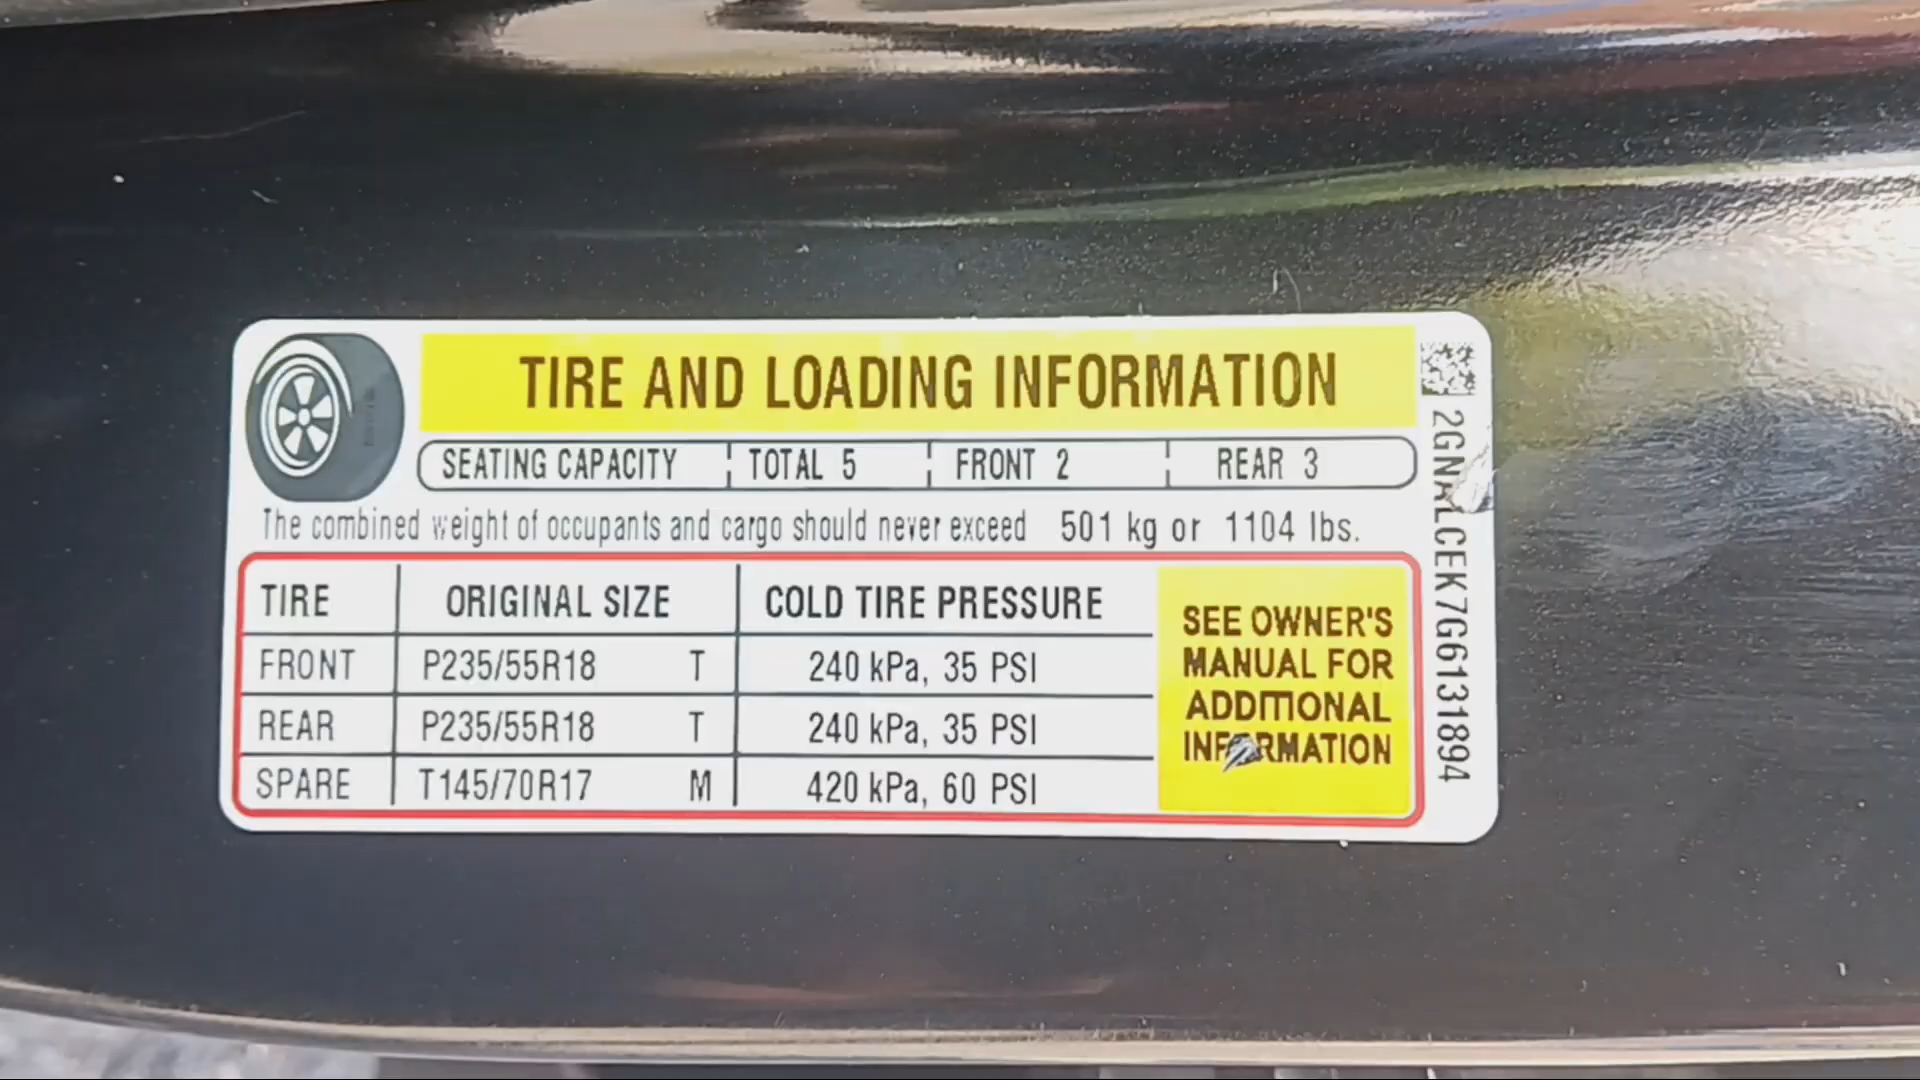 TIRE AND LOADING INFORMATION
SEATING CAPACITY TOTAL 5 FRONT 2 REAR 3
The combined weight of occupants and cargo should never exceed 501 kg or 1104 lbs.
TIRE ORIGINAL SIZE COLD TIRE PRESSURE
FRONT P235/55R18 T 240 kPa, 35 PSI
REAR P235/55R18 T 240 kPa, 35 PSI
SPARE T145/70R17 M 420 kPa, 60 PSI
SEE OWNER'S
MANUAL FOR
ADDITIONAL
INFORMATION
2GNALCEK7G6131894